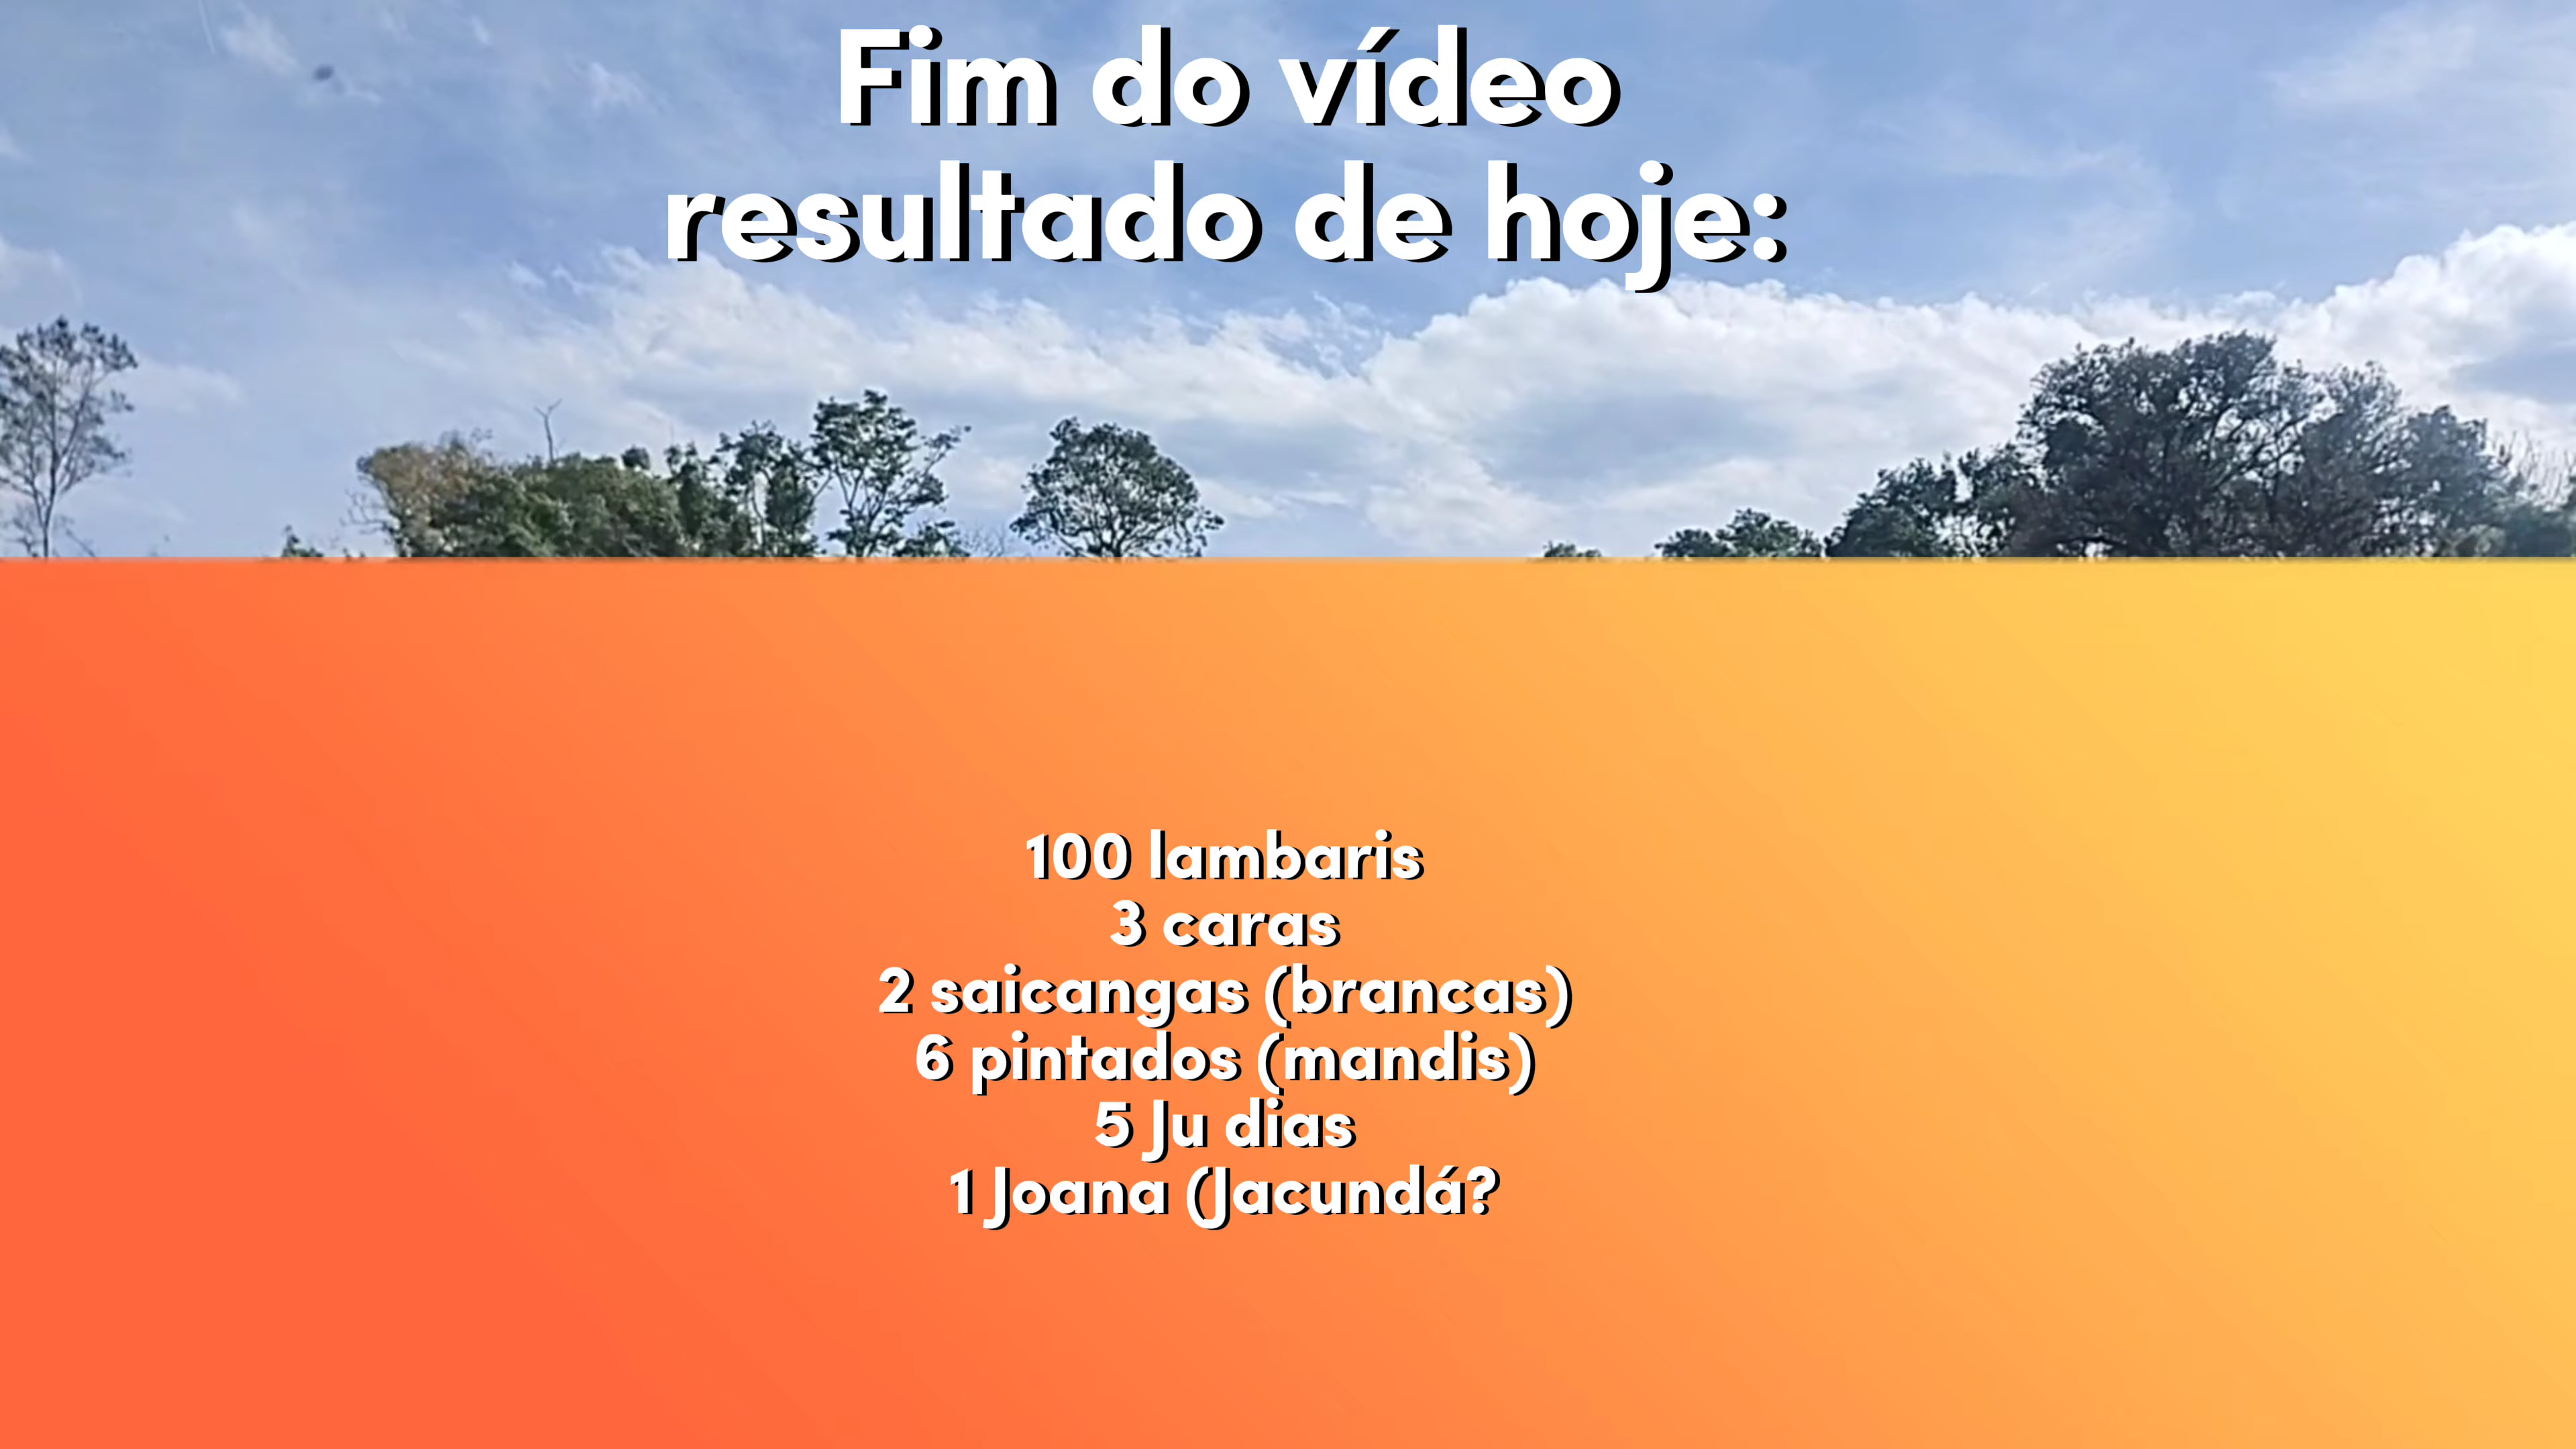 Fim do vídeo
resultado de hoje:
100 lambaris
3 caras
2 saicangas (brancas)
6 pintados (mandis)
5 Ju dias
1 Joana (Jacundá?